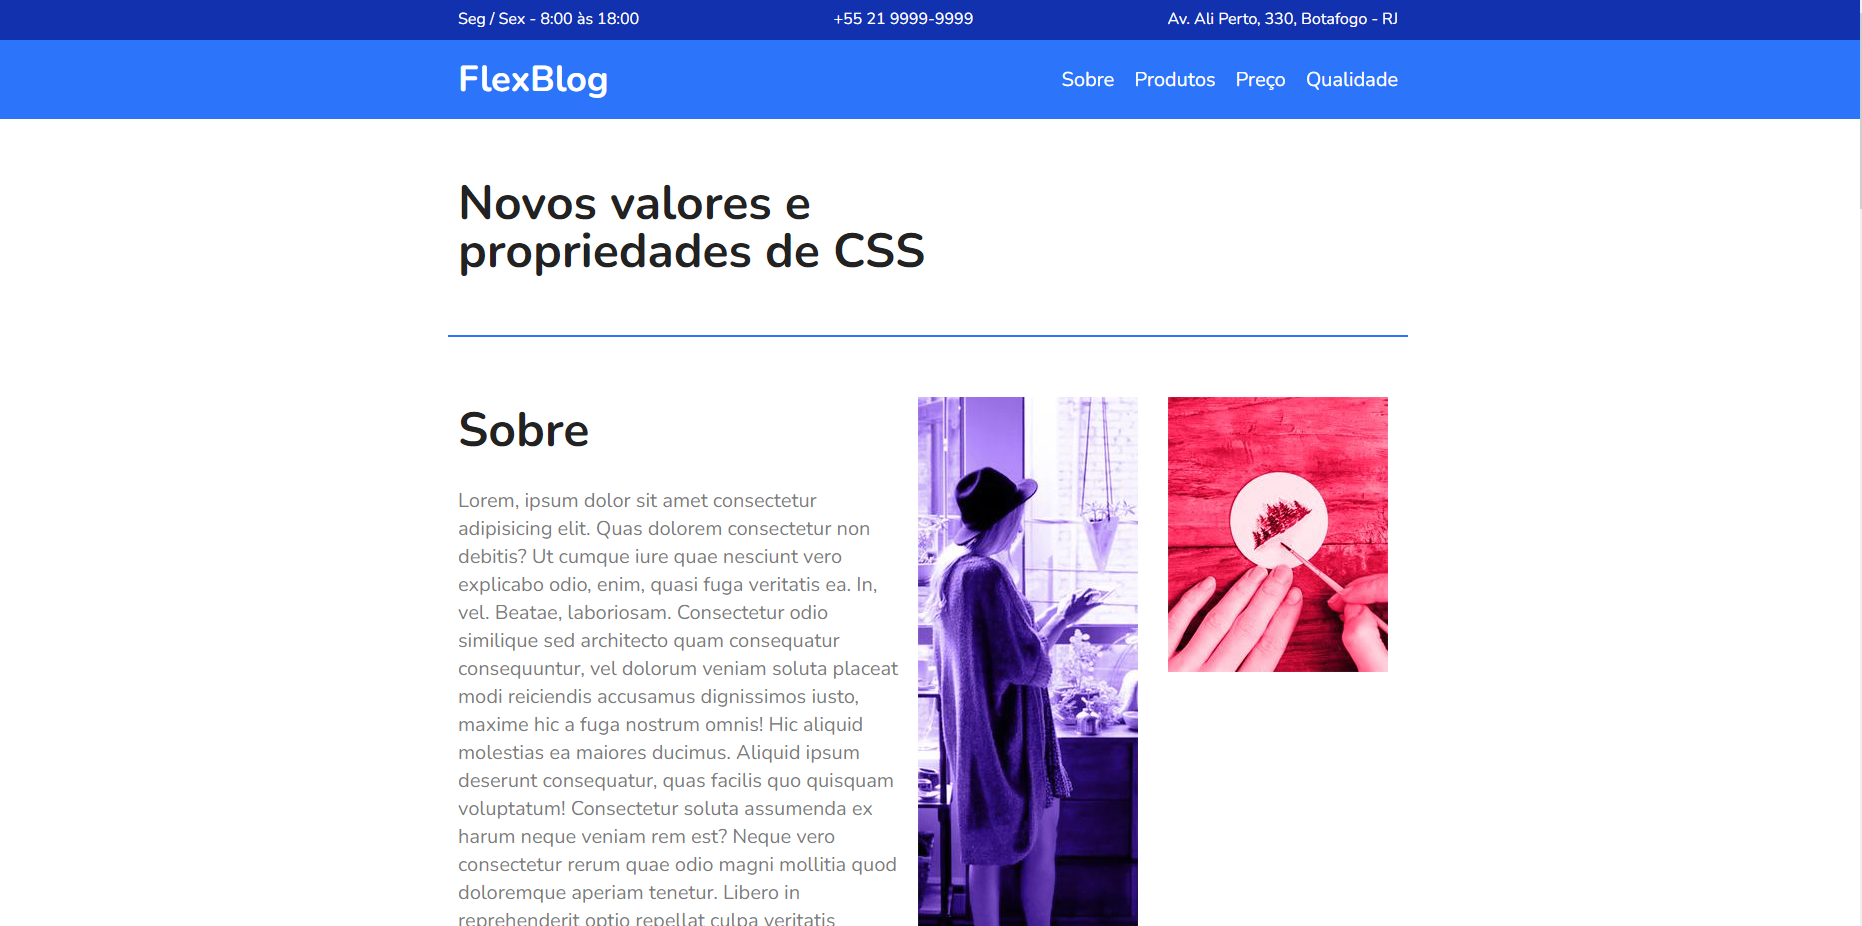 Seg / Sex - 8:00 às 18:00
+55 21 9999-9999
Av. Ali Perto, 330, Botafogo - RJ
FlexBlog
Sobre
Produtos
Preço
Qualidade
Novos valores e
propriedades de CSS
Sobre
Lorem, ipsum dolor sit amet consectetur
adipisicing elit. Quas dolorem consectetur non
debitis? Ut cumque iure quae nesciunt vero
explicabo odio, enim, quasi fuga veritatis ea. In,
vel. Beatae, laboriosam. Consectetur odio
similique sed architecto quam consequatur
consequuntur, vel dolorum veniam soluta placeat
modi reiciendis accusamus dignissimos iusto,
maxime hic a fuga nostrum omnis! Hic aliquid
molestias ea maiores ducimus. Aliquid ipsum
deserunt consequatur, quas facilis quo quisquam
voluptatum! Consectetur soluta assumenda ex
harum neque veniam rem est? Neque vero
consectetur rerum quae odio magni mollitia quod
doloremque aperiam tenetur. Libero in
reprehenderit optio repellat culpa veritatis